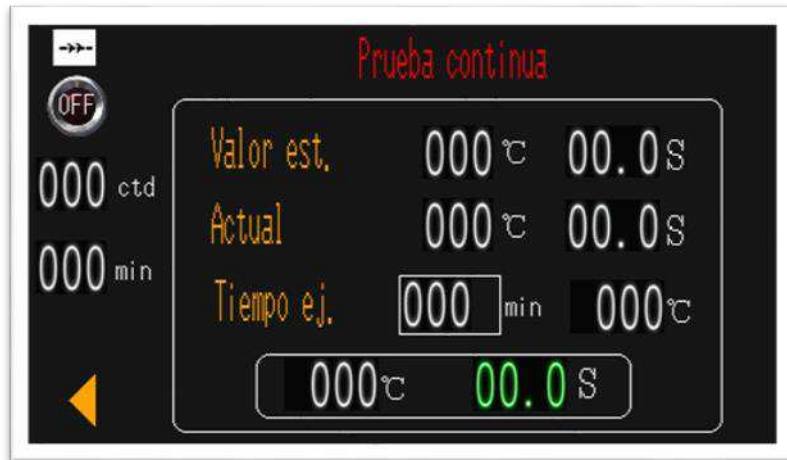 Prueba continua
OFF
000 ctd
000 min
Valor est. 000 ℃ 00.0 S
Actual 000 ℃ 00.0 S
Tiempo ej. 000 min 000 ℃
000 ℃ 00.0 S